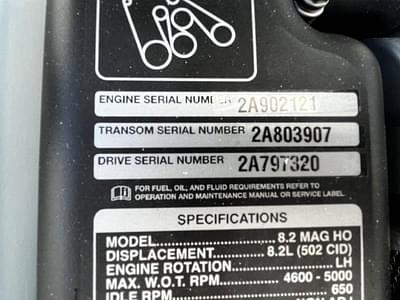 ENGINE SERIAL NUMBER 2A902121
TRANSOM SERIAL NUMBER 2A803907
DRIVE SERIAL NUMBER 2A797320
FOR FUEL, OIL, AND FLUID REQUIREMENTS REFER TO
OPERATION AND MAINTENANCE MANUAL OR SERVICE LABEL.
SPECIFICATIONS
MODEL 8.2 MAG HO
DISPLACEMENT 8.2L (502 CID)
ENGINE ROTATION LH
MAX. W.O.T. RPM 4600 - 5000
IDLE RPM 650